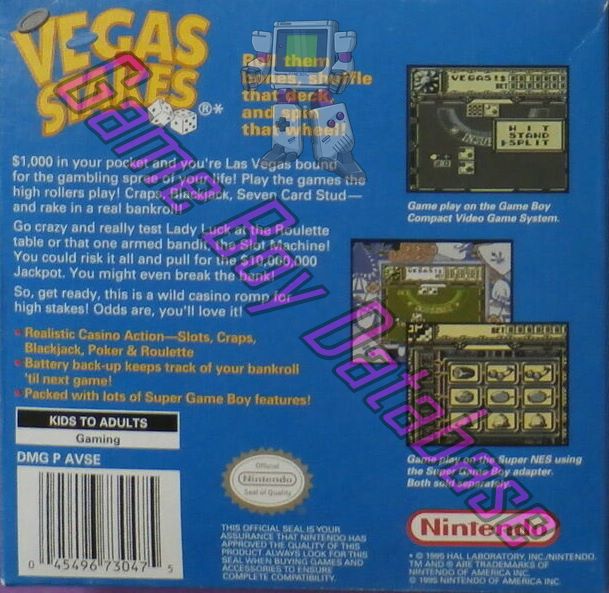 VEGAS
STAKES
®*
Roll them
bones, shuffle
that deck,
and spin
that wheel!
$1,000 in your pocket and you're Las Vegas bound
for the gambling spree of your life! Play the games the
high rollers play! Craps, Blackjack, Seven Card Stud—
and rake in a real bankroll!
Go crazy and really test Lady Luck at the Roulette
table or that one armed bandit, the Slot Machine!
You could risk it all and pull for the $10,000,000
Jackpot. You might even break the bank!
So, get ready, this is a wild casino romp for
high stakes! Odds are, you'll love it!
Realistic Casino Action—Slots, Craps,
Blackjack, Poker & Roulette
Battery back-up keeps track of your bankroll
'til next game!
Packed with lots of Super Game Boy features!
KIDS TO ADULTS
Gaming
DMG P AVSE
0 45496 73047 5
Official
Nintendo
Seal of Quality
THIS OFFICIAL SEAL IS YOUR
ASSURANCE THAT NINTENDO HAS
APPROVED THE QUALITY OF THIS
PRODUCT. ALWAYS LOOK FOR THIS
SEAL WHEN BUYING GAMES AND
ACCESSORIES TO ENSURE
COMPLETE COMPATIBILITY.
VEGAS!$
HIT
STAND
SPLIT
Game play on the Game Boy
Compact Video Game System.
VEGAS!$
Game play on the Super NES using
the Super Game Boy adapter.
Both sold separately.
Nintendo
* © 1995 HAL LABORATORY, INC./NINTENDO.
TM AND ® ARE TRADEMARKS OF
NINTENDO OF AMERICA INC.
© 1995 NINTENDO OF AMERICA INC.
Game Boy Database